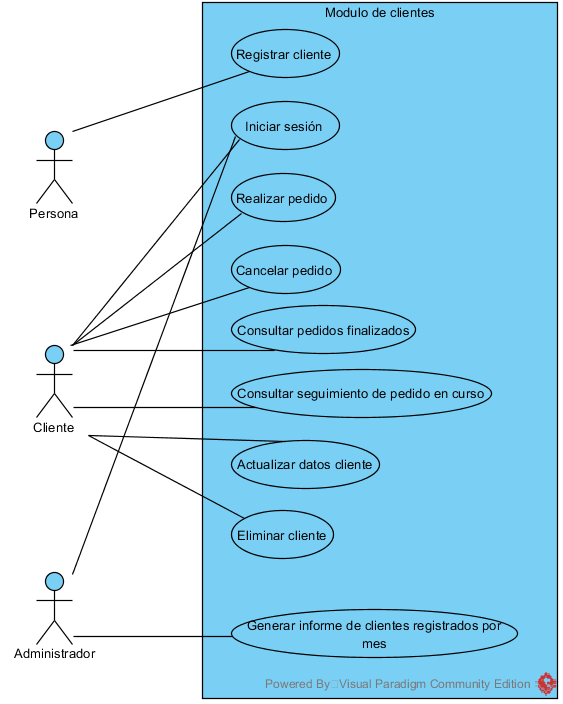 Modulo de clientes
Registrar cliente
Iniciar sesión
Realizar pedido
Persona
Cancelar pedido
Consultar pedidos finalizados
Consultar seguimiento de pedido en curso
Cliente
Actualizar datos cliente
Eliminar cliente
Generar informe de clientes registrados por
mes
Administrador
Powered By Visual Paradigm Community Edition